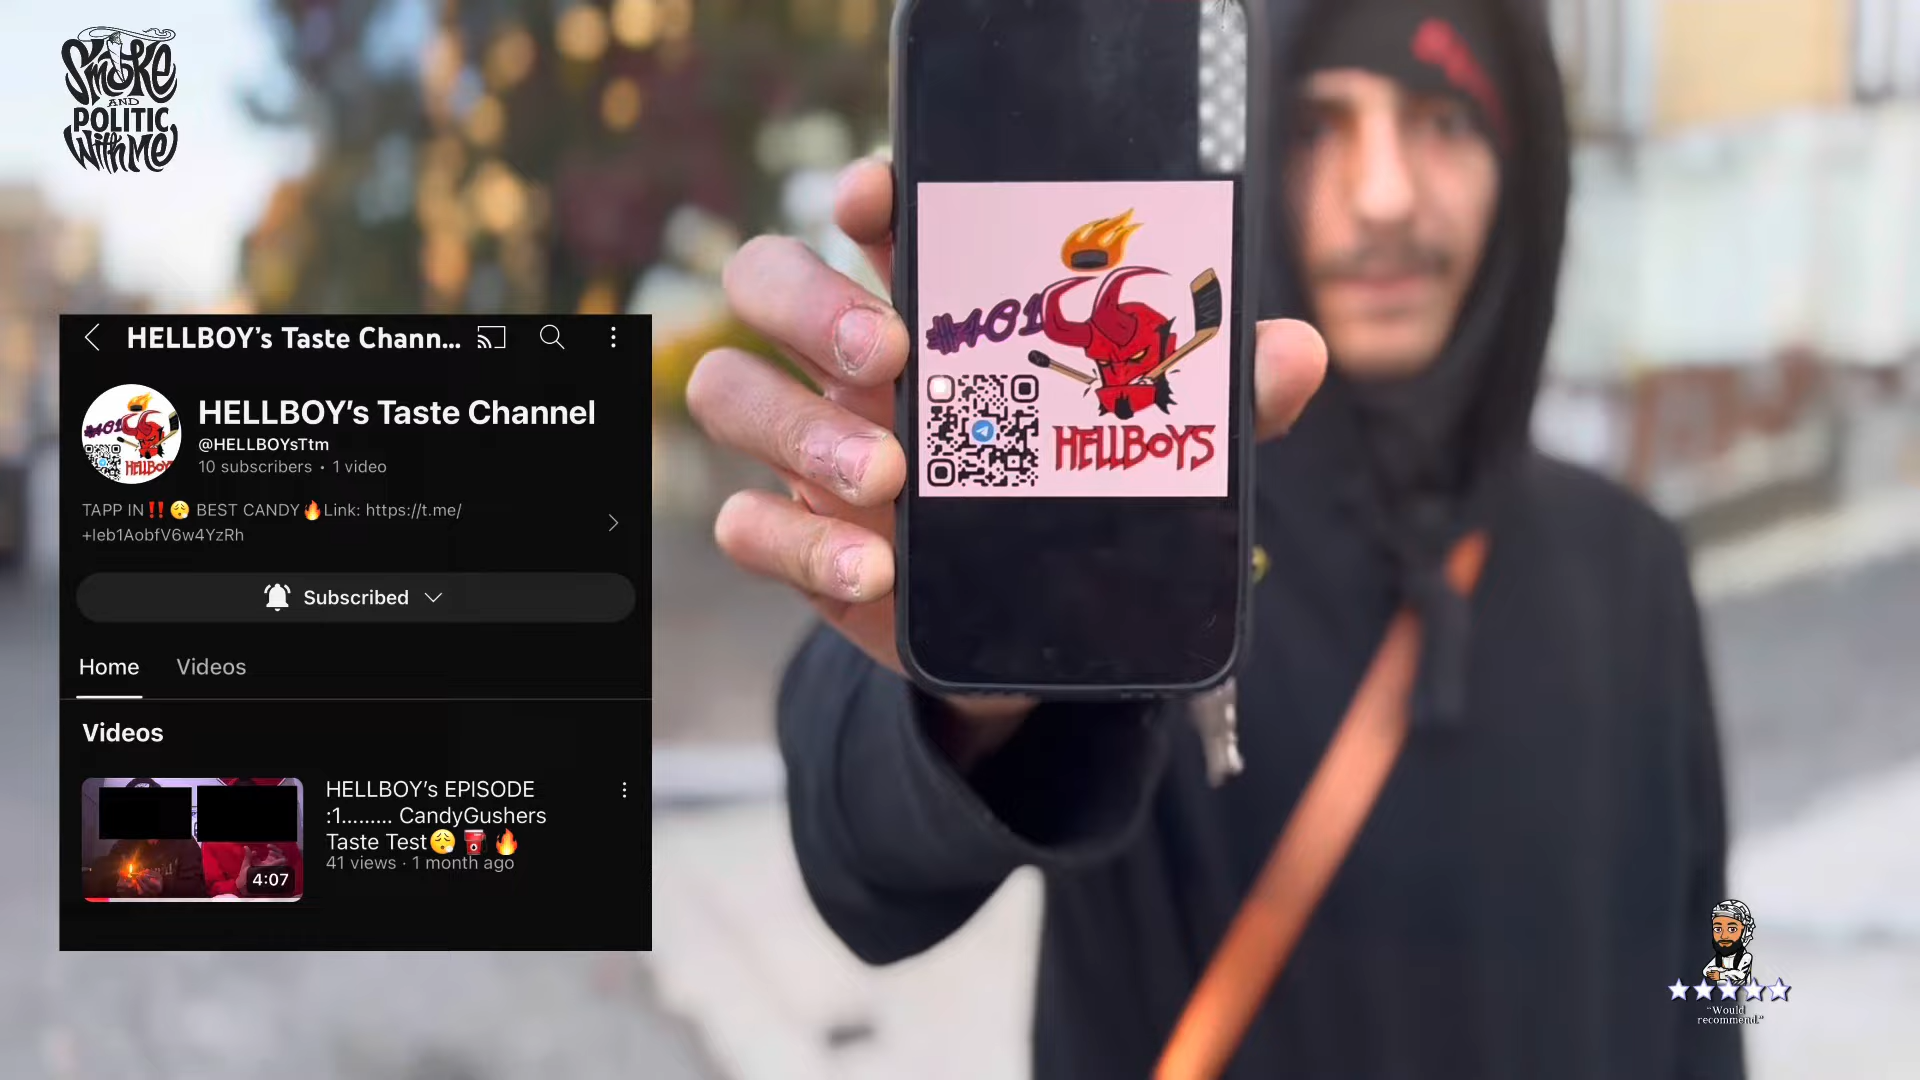 Smoke
AND
POLITIC
With Me
HELLBOY’s Taste Chann...
HELLBOY’s Taste Channel
@HELLBOYsTtm
10 subscribers • 1 video
TAPP IN‼️😮‍💨 BEST CANDY🔥Link: https://t.me/
+Ieb1AobfV6w4YzRh
Subscribed
Home Videos
Videos
HELLBOY’s EPISODE
:1......... CandyGushers
Taste Test😮‍💨⛽🔥
41 views · 1 month ago
4:07
#401
HELLBOYS
"Would
recommend."